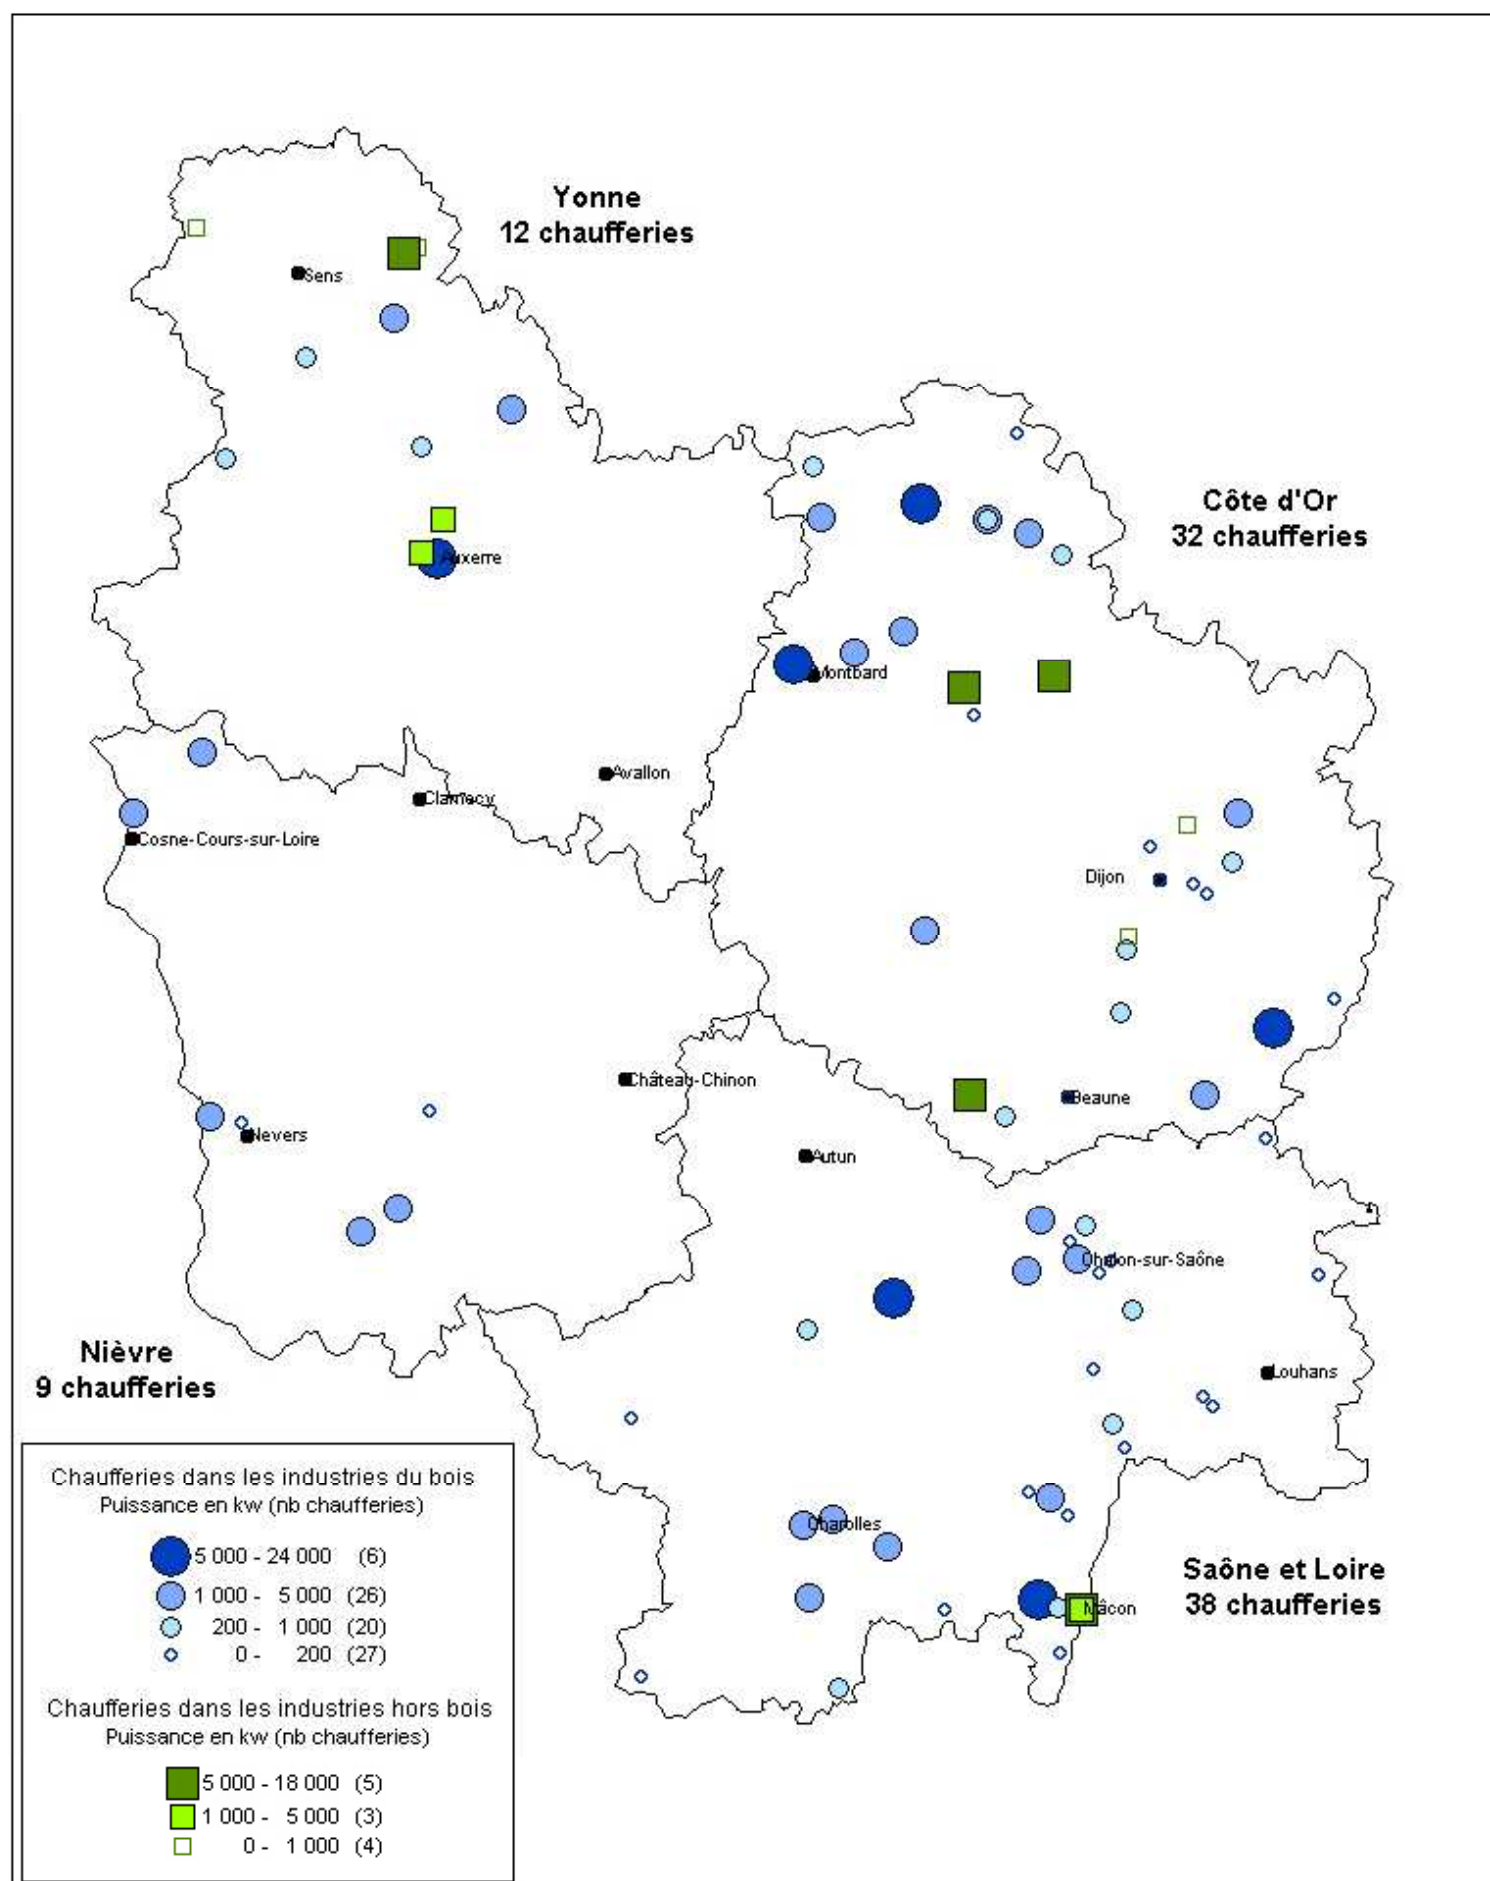 Yonne
12 chaufferies
Sens
Côte d'Or
32 chaufferies
Auxerre
Montbard
Avallon
Clamecy
Cosne-Cours-sur-Loire
Dijon
Château-Chinon
Beaune
Nevers
Autun
Chalon-sur-Saône
Nièvre
9 chaufferies
Louhans
Charolles
Saône et Loire
38 chaufferies
Mâcon
Chaufferies dans les industries du bois
Puissance en kw (nb chaufferies)
5 000 - 24 000 (6)
1 000 - 5 000 (26)
200 - 1 000 (20)
0 - 200 (27)
Chaufferies dans les industries hors bois
Puissance en kw (nb chaufferies)
5 000 - 18 000 (5)
1 000 - 5 000 (3)
0 - 1 000 (4)